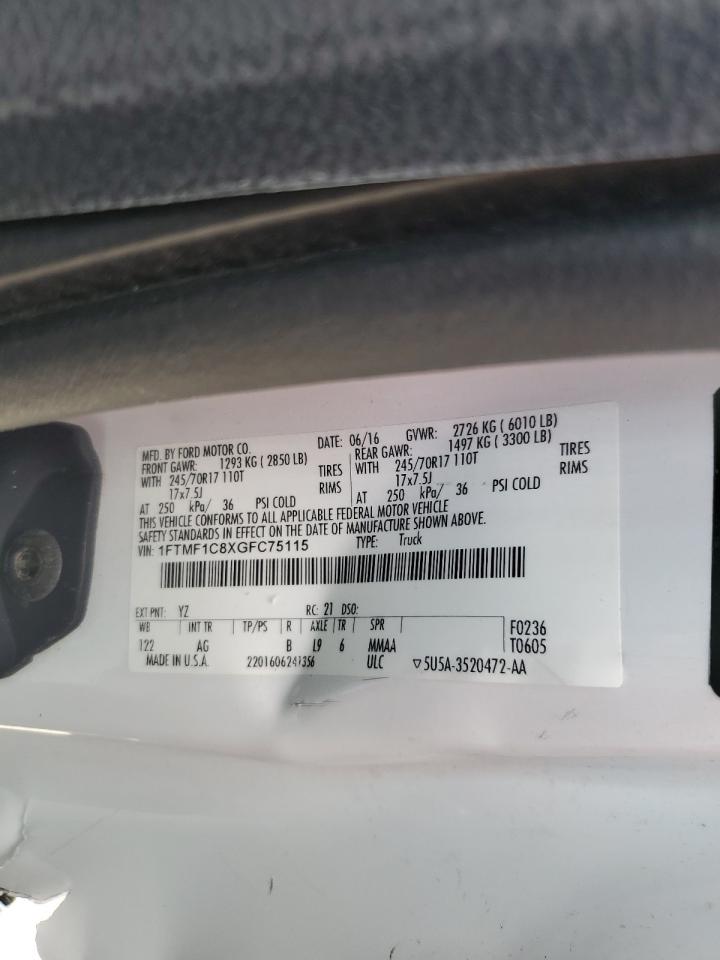 MFD. BY FORD MOTOR CO. DATE: 06/16 GVWR: 2726 KG ( 6010 LB)
FRONT GAWR: 1293 KG ( 2850 LB) REAR GAWR: 1497 KG ( 3300 LB)
WITH 245/70R17 110T TIRES WITH 245/70R17 110T TIRES
17x7.5J RIMS 17x7.5J RIMS
AT 250 kPa/ 36 PSI COLD AT 250 kPa/ 36 PSI COLD
THIS VEHICLE CONFORMS TO ALL APPLICABLE FEDERAL MOTOR VEHICLE
SAFETY STANDARDS IN EFFECT ON THE DATE OF MANUFACTURE SHOWN ABOVE.
VIN: 1FTMF1C8XGFC75115 TYPE: Truck
EXT PNT: YZ RC: 21 DSO:
WB INT TR TP/PS R AXLE TR SPR F0236
122 AG B L9 6 MMAA T0605
MADE IN U.S.A. ULC ▽5U5A-3520472-AA